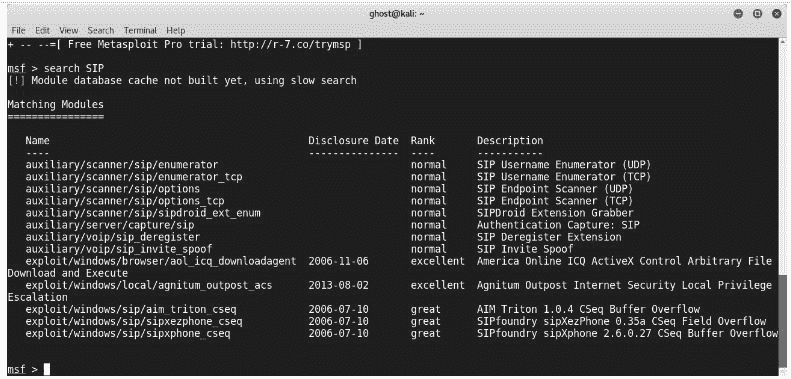 ghost@kali: ~
File Edit View Search Terminal Help
+ -- --=[ Free Metasploit Pro trial: http://r-7.co/trymsp ]
msf > search SIP
[!] Module database cache not built yet, using slow search
Matching Modules
================
Name Disclosure Date Rank Description
---- --------------- ---- -----------
auxiliary/scanner/sip/enumerator normal SIP Username Enumerator (UDP)
auxiliary/scanner/sip/enumerator_tcp normal SIP Username Enumerator (TCP)
auxiliary/scanner/sip/options normal SIP Endpoint Scanner (UDP)
auxiliary/scanner/sip/options_tcp normal SIP Endpoint Scanner (TCP)
auxiliary/scanner/sip/sipdroid_ext_enum normal SIPDroid Extension Grabber
auxiliary/server/capture/sip normal Authentication Capture: SIP
auxiliary/voip/sip_deregister normal SIP Deregister Extension
auxiliary/voip/sip_invite_spoof normal SIP Invite Spoof
exploit/windows/browser/aol_icq_downloadagent 2006-11-06 excellent America Online ICQ ActiveX Control Arbitrary File
Download and Execute
exploit/windows/local/agnitum_outpost_acs 2013-08-02 excellent Agnitum Outpost Internet Security Local Privilege
Escalation
exploit/windows/sip/aim_triton_cseq 2006-07-10 great AIM Triton 1.0.4 CSeq Buffer Overflow
exploit/windows/sip/sipxezphone_cseq 2006-07-10 great SIPfoundry sipXezPhone 0.35a CSeq Field Overflow
exploit/windows/sip/sipxphone_cseq 2006-07-10 great SIPfoundry sipXphone 2.6.0.27 CSeq Buffer Overflow
msf >